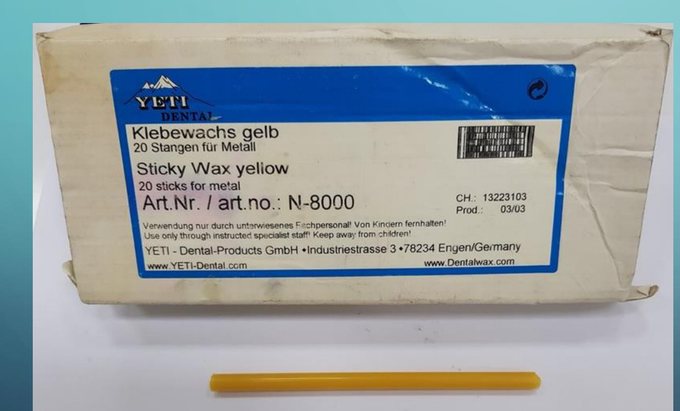 YETI
DENTAL
Klebewachs gelb
20 Stangen für Metall
Sticky Wax yellow
20 sticks for metal
Art.Nr. / art.no.: N-8000
CH.: 13223103
Prod.: 03/03
Verwendung nur durch unterwiesenes Fachpersonal! Von Kindern fernhalten!
Use only through instructed specialist staff! Keep away from children!
YETI - Dental-Products GmbH •Industriestrasse 3 •78234 Engen/Germany
www.YETI-Dental.com www.Dentalwax.com